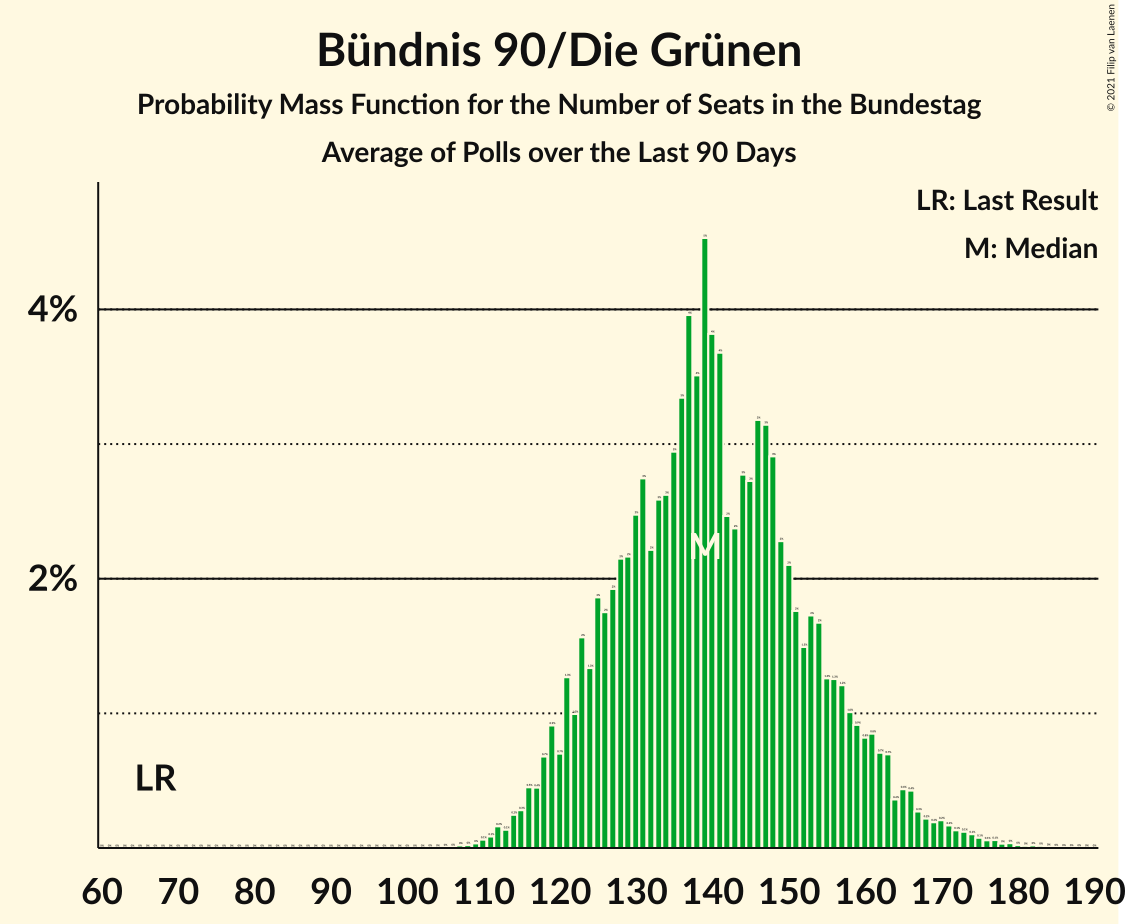 Bündnis 90/Die Grünen
Probability Mass Function for the Number of Seats in the Bundestag
Average of Polls over the Last 90 Days
© 2021 Filip van Laenen
LR: Last Result
M: Median
4%
2%
M
LR
60 70 80 90 100 110 120 130 140 150 160 170 180 190